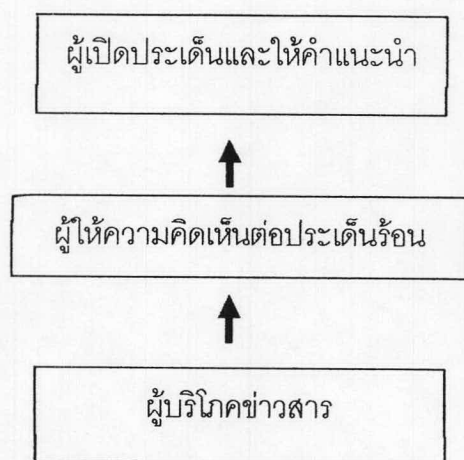 ผู้เปิดประเด็นและให้คำแนะนำ
ผู้ให้ความคิดเห็นต่อประเด็นร้อน
ผู้บริโภคข่าวสาร